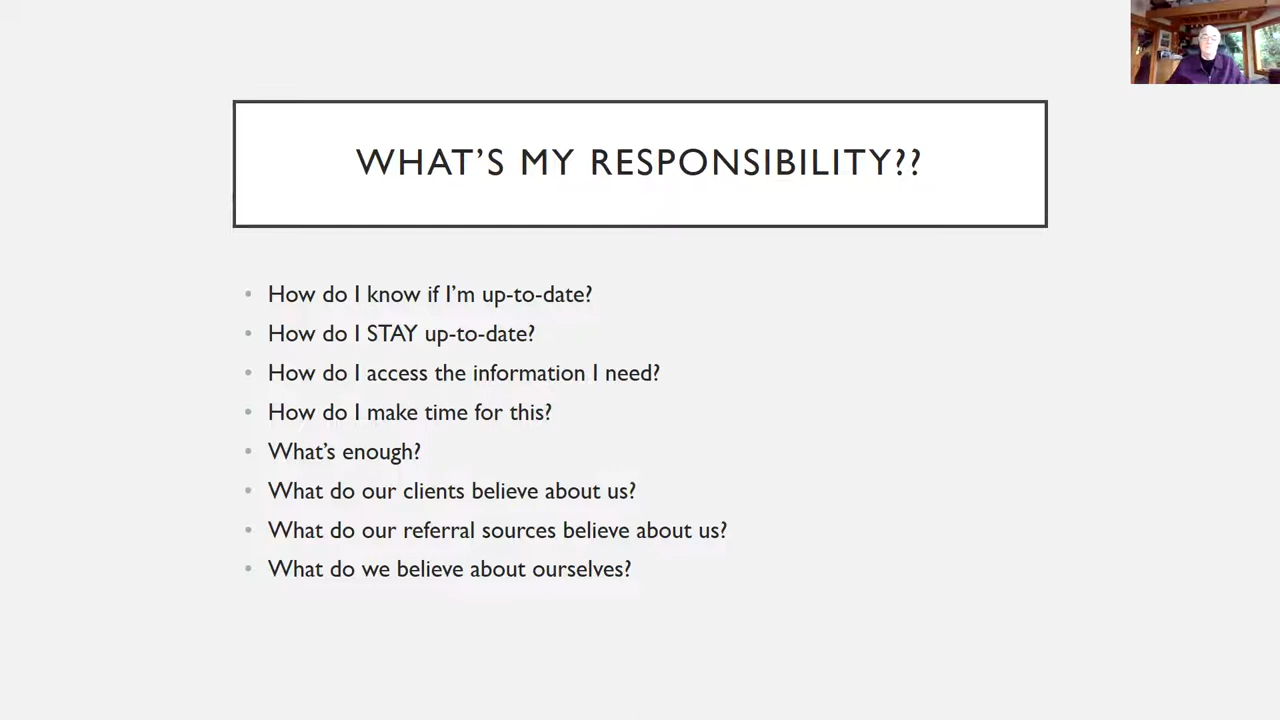 WHAT'S MY RESPONSIBILITY??
• How do I know if I'm up-to-date?
• How do I STAY up-to-date?
• How do I access the information I need?
• How do I make time for this?
• What's enough?
• What do our clients believe about us?
• What do our referral sources believe about us?
• What do we believe about ourselves?